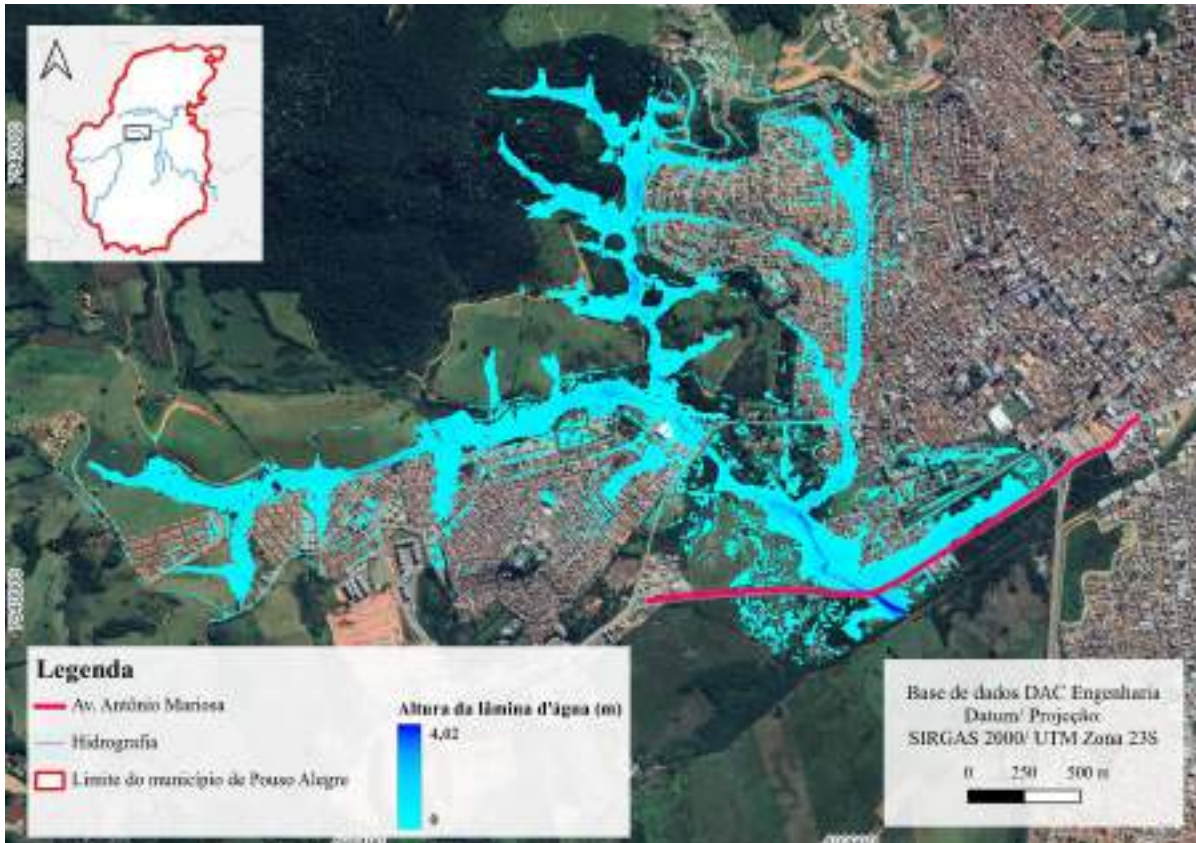 Legenda
Av. Antônio Mariosa
Hidrografia
Limite do município de Pouso Alegre
Altura da lâmina d'água (m)
4,02
0
Base de dados DAC Engenharia
Datum/ Projeção:
SIRGAS 2000/ UTM Zona 23S
0 250 500 m